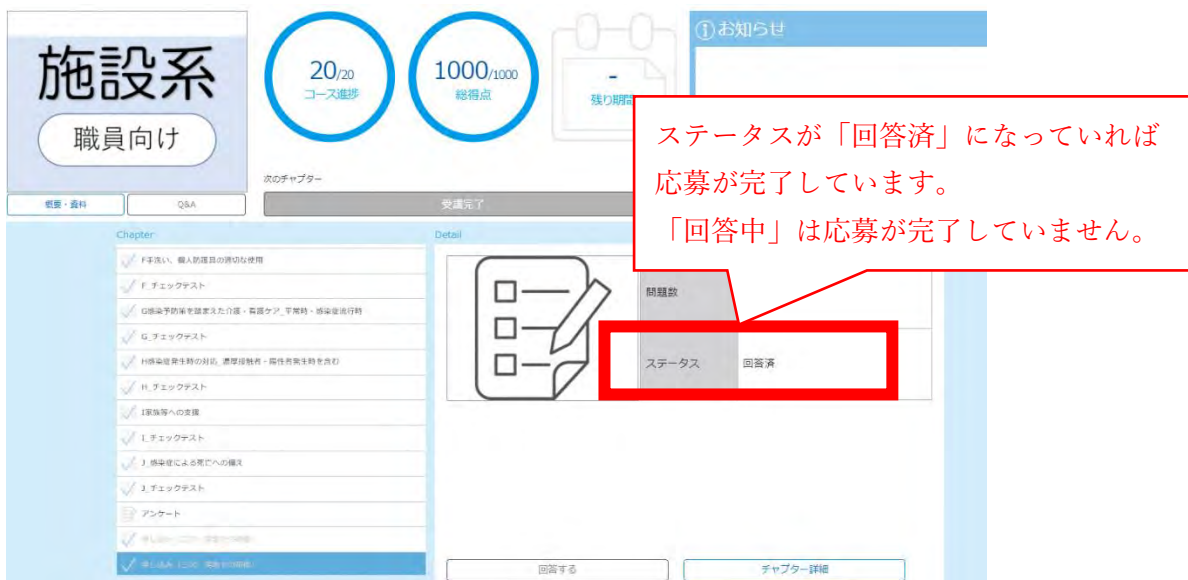 施設系
職員向け
20/20
コース進捗
1000/1000
総得点
-
残り期間
お知らせ
次のチャプター
概要・資料
Q&A
受講完了
ステータスが「回答済」になっていれば
応募が完了しています。
「回答中」は応募が完了していません。
Chapter
F手洗い、個人防護具の適切な使用
F_チェックテスト
G感染予防策を踏まえた介護・看護ケア_平常時・感染症流行時
G_チェックテスト
H感染症発生時の対応_濃厚接触者・陽性者発生時を含む
H_チェックテスト
I家族等への支援
I_チェックテスト
J_感染症による死亡への備え
J_チェックテスト
アンケート
Detail
問題数
ステータス
回答済
回答する
チャプター詳細